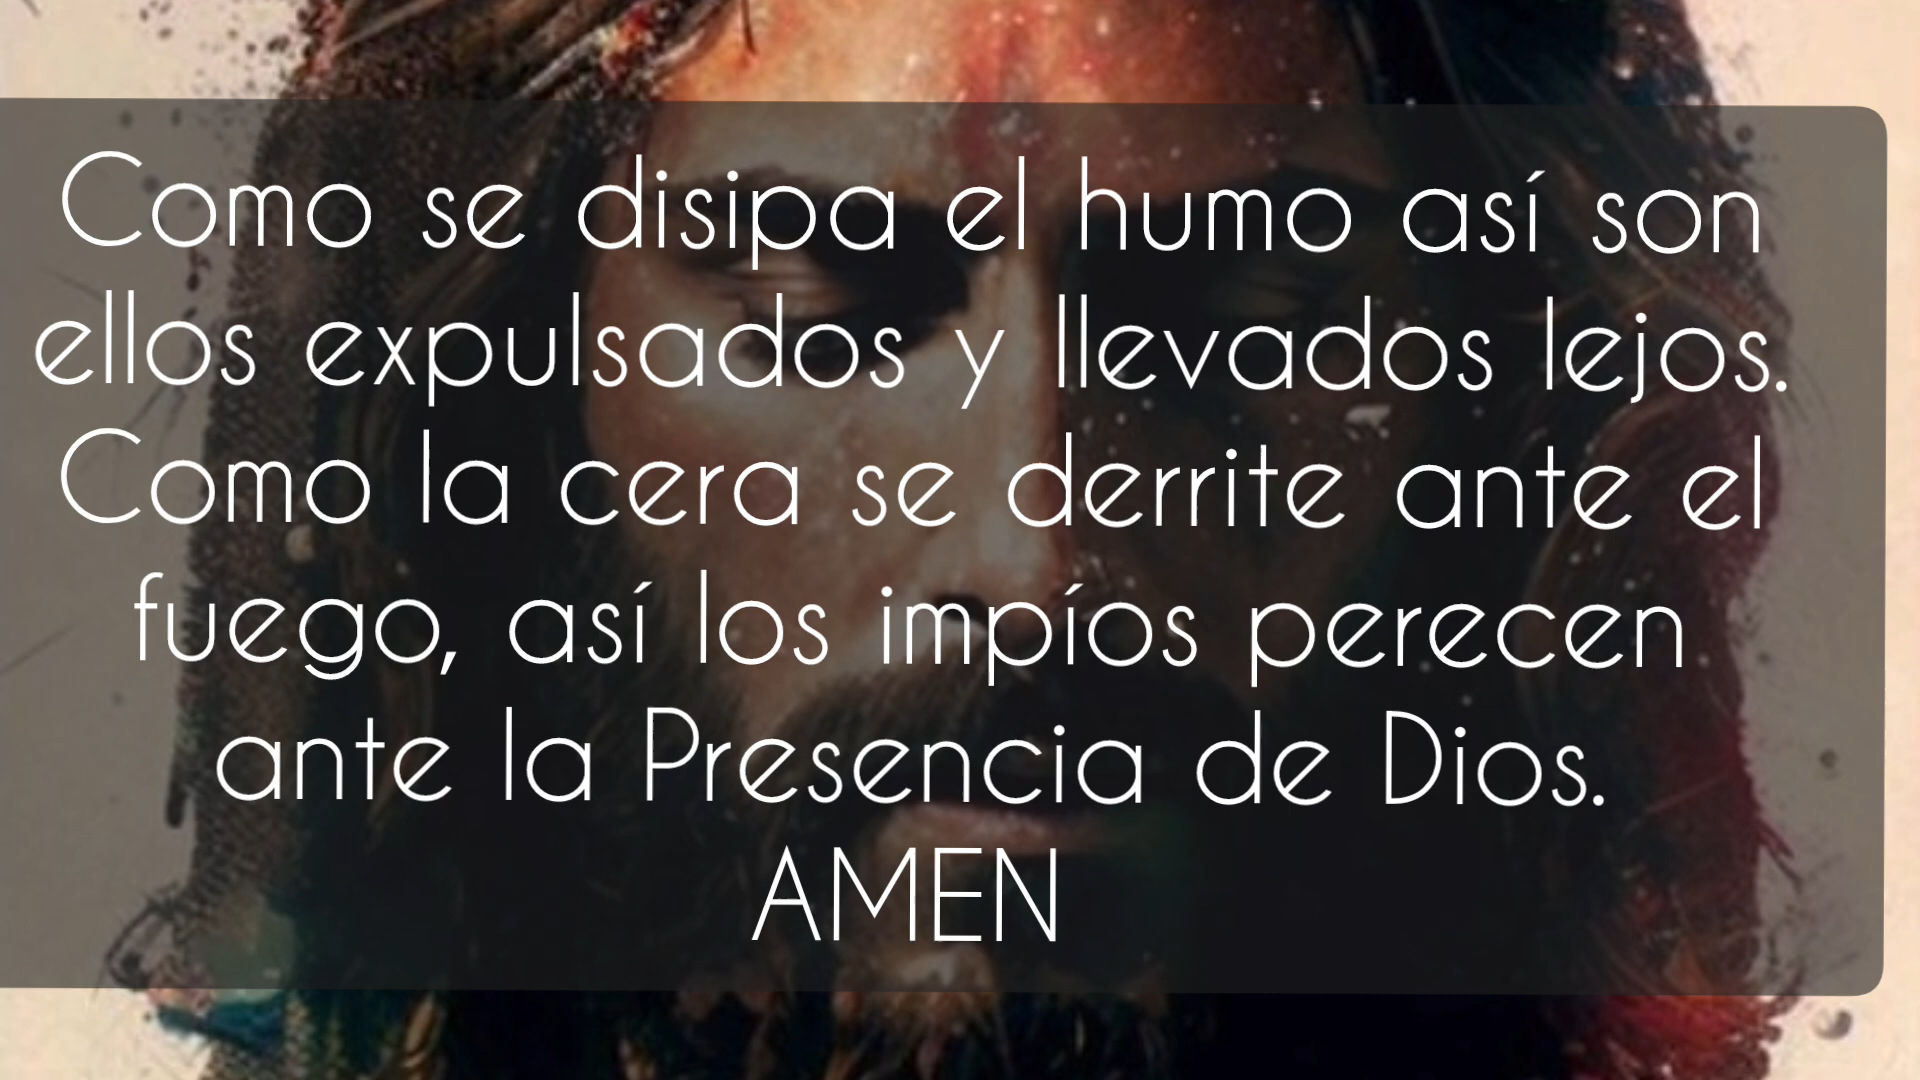 Como se disipa el humo así son
ellos expulsados y llevados lejos.
Como la cera se derrite ante el
fuego, así los impíos perecen
ante la Presencia de Dios.
AMEN